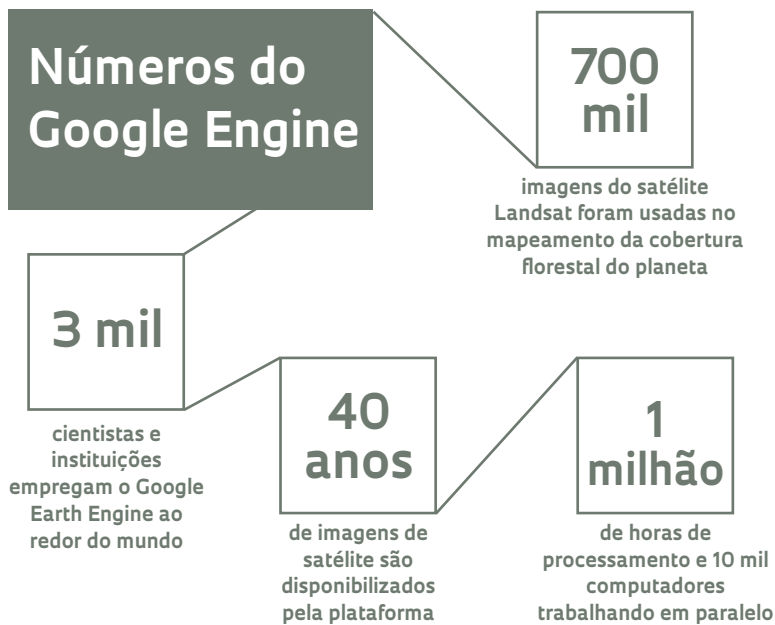 Números do
Google Engine
700
mil
imagens do satélite
Landsat foram usadas no
mapeamento da cobertura
florestal do planeta
3 mil
cientistas e
instituições
empregam o Google
Earth Engine ao
redor do mundo
40
anos
de imagens de
satélite são
disponibilizados
pela plataforma
1
milhão
de horas de
processamento e 10 mil
computadores
trabalhando em paralelo